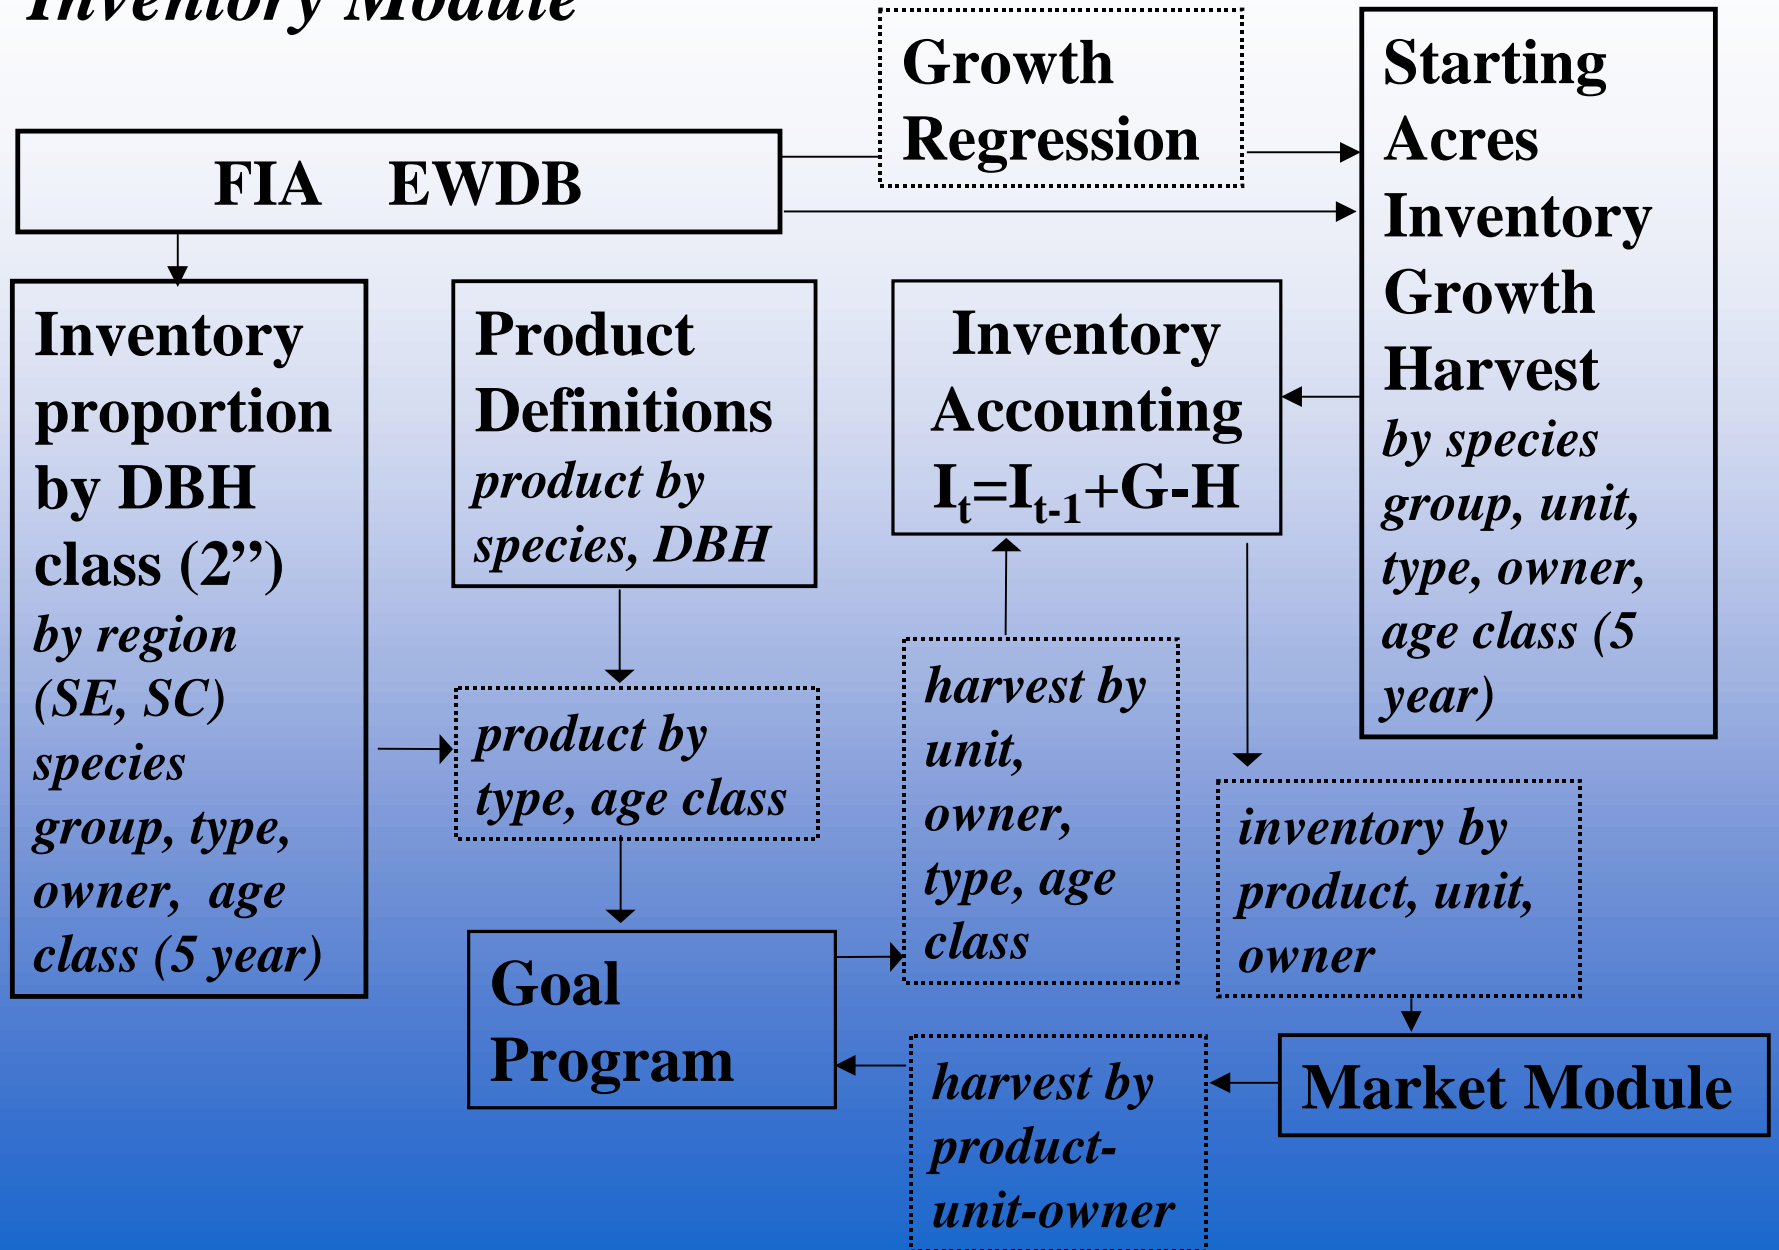 Inventory Module
Growth
Regression
Starting
Acres
Inventory
Growth
Harvest
by species
group, unit,
type, owner,
age class (5
year)
FIA EWDB
Inventory
proportion
by DBH
class (2”)
by region
(SE, SC)
species
group, type,
owner, age
class (5 year)
Product
Definitions
product by
species, DBH
Inventory
Accounting
Iₜ=Iₜ₋₁+G-H
product by
type, age class
harvest by
unit,
owner,
type, age
class
inventory by
product, unit,
owner
Goal
Program
harvest by
product-
unit-owner
Market Module